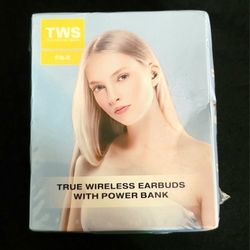 TWS
TRUE WIRELESS EARBUDS
WITH POWER BANK